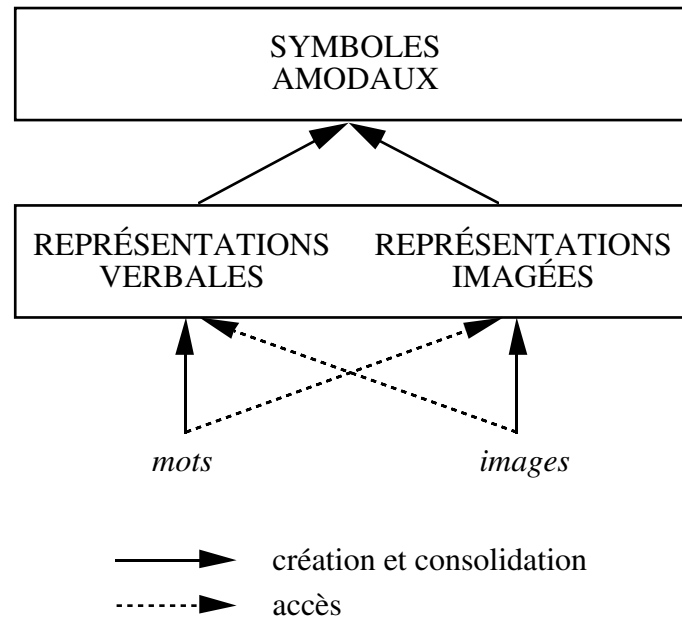 SYMBOLES
AMODAUX
REPRÉSENTATIONS
VERBALES
REPRÉSENTATIONS
IMAGÉES
mots
images
création et consolidation
accès